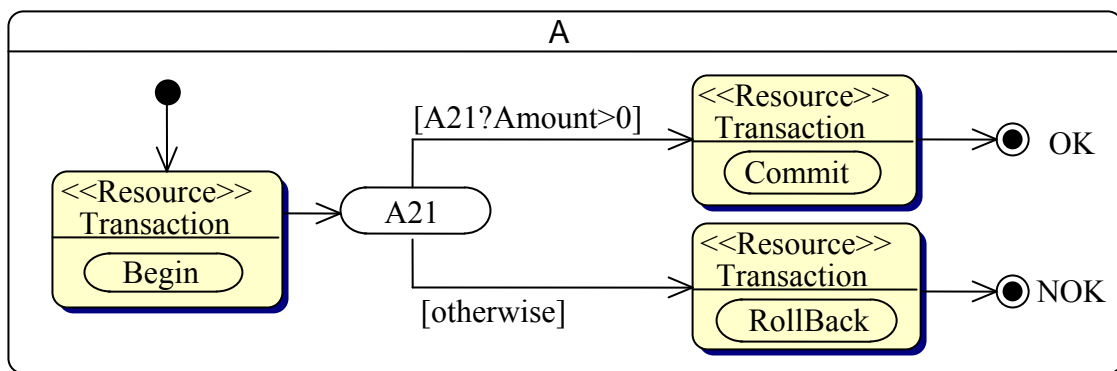 A
<<Resource>>
Transaction
Begin
A21
[A21?Amount>0]
<<Resource>>
Transaction
Commit
OK
[otherwise]
<<Resource>>
Transaction
RollBack
NOK